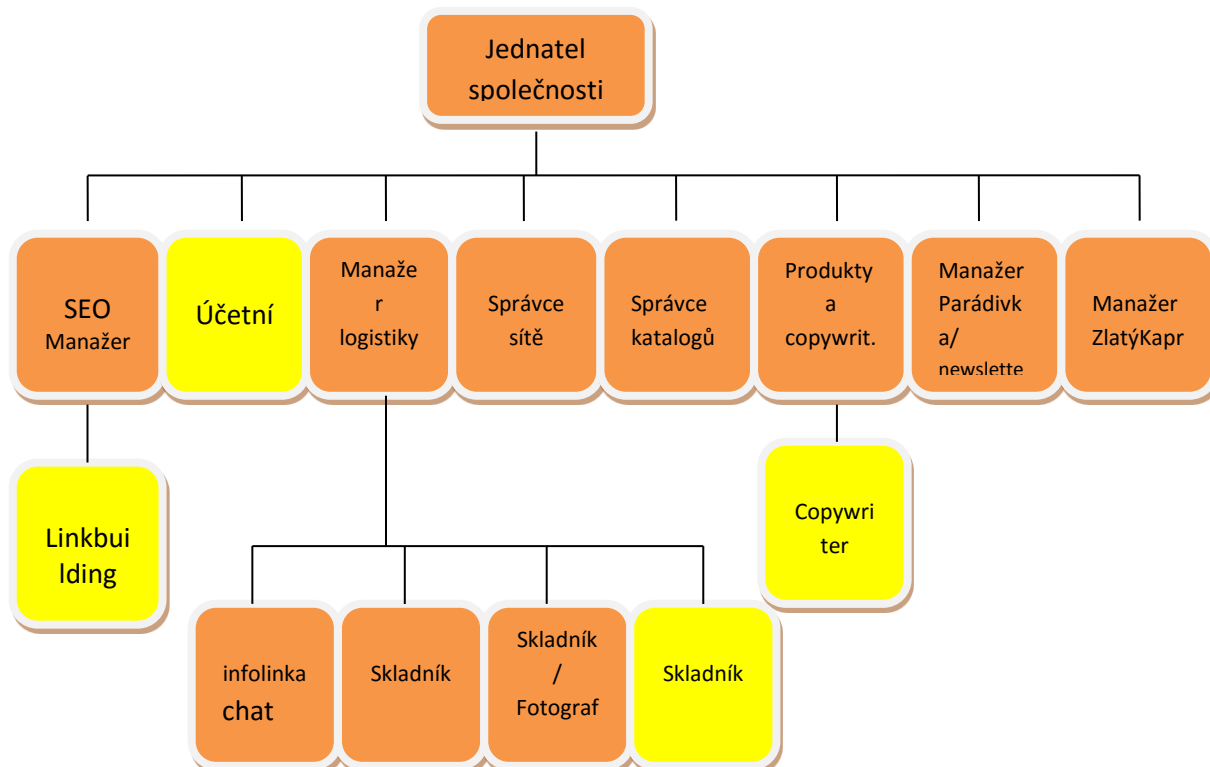 Jednatel
společnosti
SEO
Manažer
Účetní
Manaže
r
logistiky
Správce
sítě
Správce
katalogů
Produkty
a
copywrit.
Manažer
Parádivk
a/
newslette
Manažer
ZlatýKapr
Linkbui
lding
Copywri
ter
infolinka
chat
Skladník
Skladník
/
Fotograf
Skladník